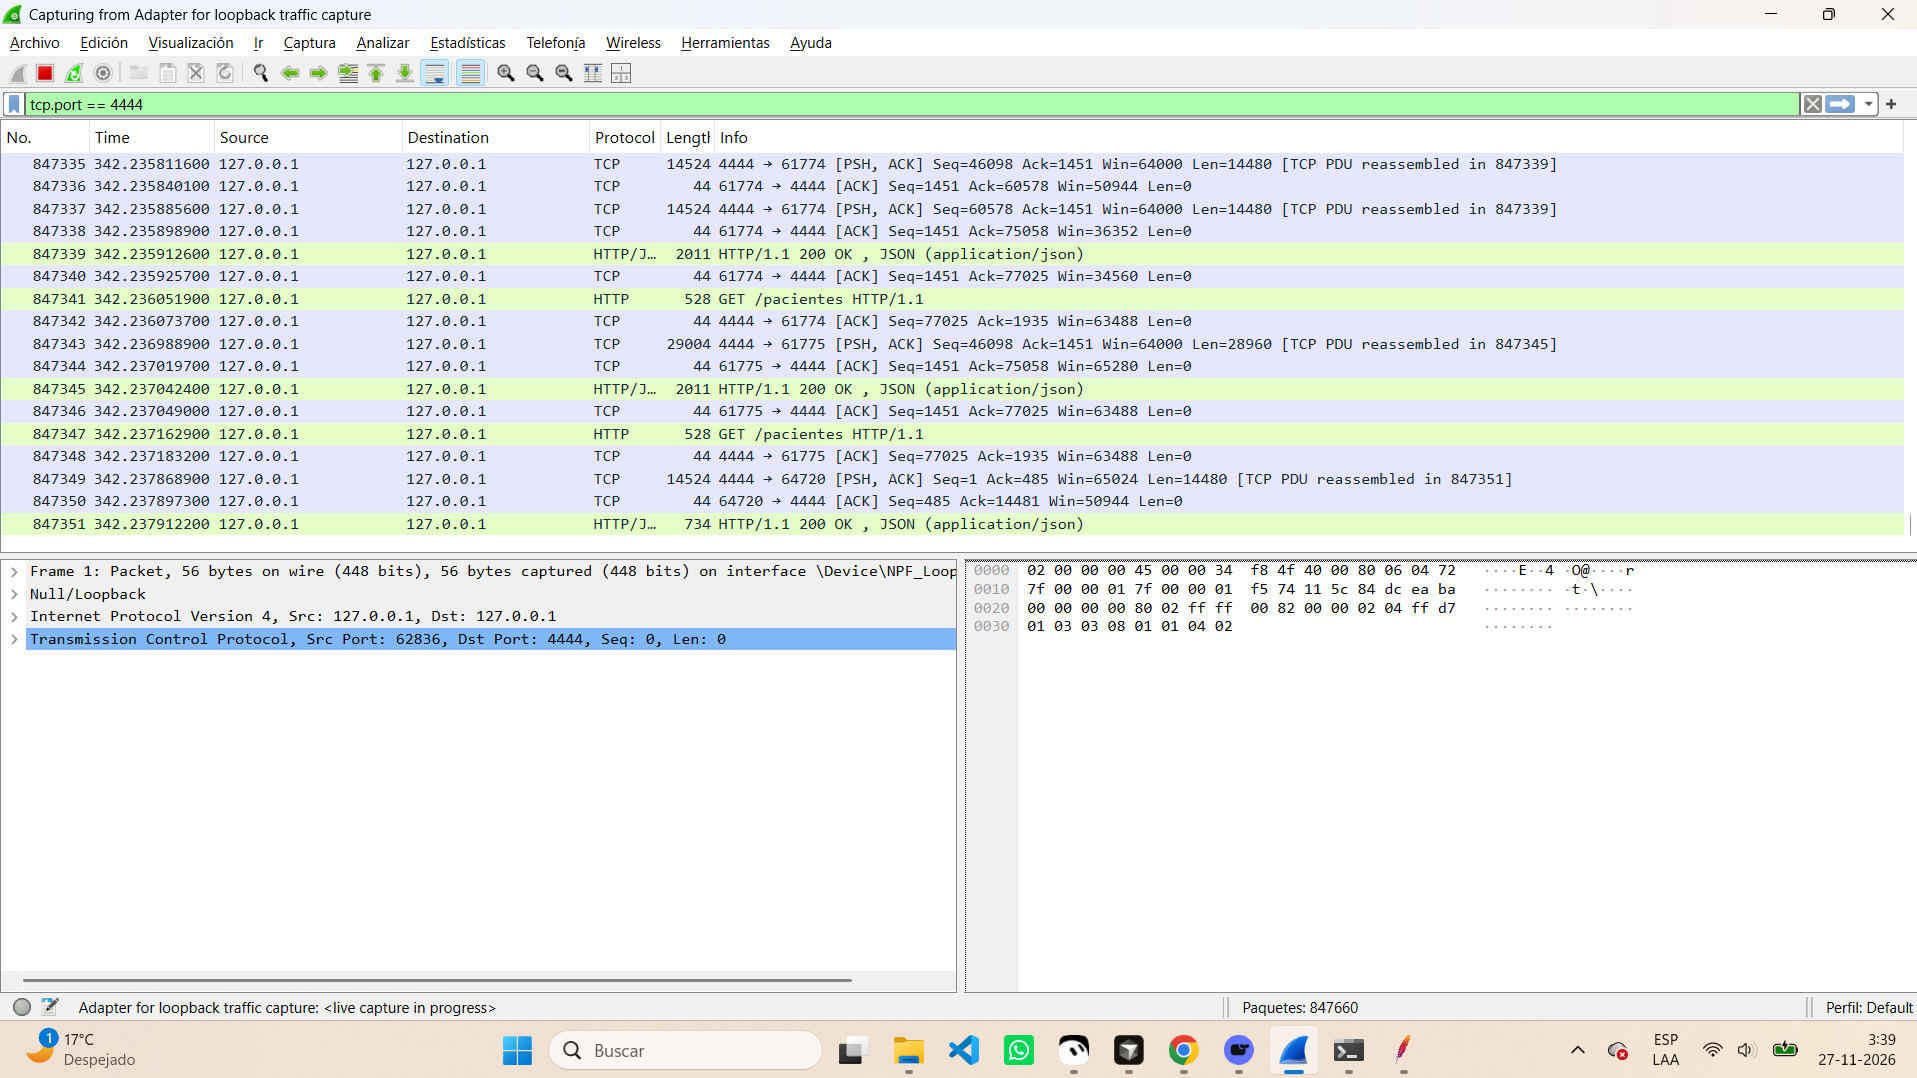 Capturing from Adapter for loopback traffic capture
Archivo Edición Visualización Ir Captura Analizar Estadísticas Telefonía Wireless Herramientas Ayuda
tcp.port == 4444
No. Time Source Destination Protocol Length Info
847335 342.235811600 127.0.0.1 127.0.0.1 TCP 14524 4444 → 61774 [PSH, ACK] Seq=46098 Ack=1451 Win=64000 Len=14480 [TCP PDU reassembled in 847339]
847336 342.235840100 127.0.0.1 127.0.0.1 TCP 44 61774 → 4444 [ACK] Seq=1451 Ack=60578 Win=50944 Len=0
847337 342.235885600 127.0.0.1 127.0.0.1 TCP 14524 4444 → 61774 [PSH, ACK] Seq=60578 Ack=1451 Win=64000 Len=14480 [TCP PDU reassembled in 847339]
847338 342.235898900 127.0.0.1 127.0.0.1 TCP 44 61774 → 4444 [ACK] Seq=1451 Ack=75058 Win=36352 Len=0
847339 342.235912600 127.0.0.1 127.0.0.1 HTTP/J… 2011 HTTP/1.1 200 OK , JSON (application/json)
847340 342.235925700 127.0.0.1 127.0.0.1 TCP 44 61774 → 4444 [ACK] Seq=1451 Ack=77025 Win=34560 Len=0
847341 342.236051900 127.0.0.1 127.0.0.1 HTTP 528 GET /pacientes HTTP/1.1
847342 342.236073700 127.0.0.1 127.0.0.1 TCP 44 4444 → 61774 [ACK] Seq=77025 Ack=1935 Win=63488 Len=0
847343 342.236988900 127.0.0.1 127.0.0.1 TCP 29004 4444 → 61775 [PSH, ACK] Seq=46098 Ack=1451 Win=64000 Len=28960 [TCP PDU reassembled in 847345]
847344 342.237019700 127.0.0.1 127.0.0.1 TCP 44 61775 → 4444 [ACK] Seq=1451 Ack=75058 Win=65280 Len=0
847345 342.237042400 127.0.0.1 127.0.0.1 HTTP/J… 2011 HTTP/1.1 200 OK , JSON (application/json)
847346 342.237049000 127.0.0.1 127.0.0.1 TCP 44 61775 → 4444 [ACK] Seq=1451 Ack=77025 Win=63488 Len=0
847347 342.237162900 127.0.0.1 127.0.0.1 HTTP 528 GET /pacientes HTTP/1.1
847348 342.237183200 127.0.0.1 127.0.0.1 TCP 44 4444 → 61775 [ACK] Seq=77025 Ack=1935 Win=63488 Len=0
847349 342.237868900 127.0.0.1 127.0.0.1 TCP 14524 4444 → 64720 [PSH, ACK] Seq=1 Ack=485 Win=65024 Len=14480 [TCP PDU reassembled in 847351]
847350 342.237897300 127.0.0.1 127.0.0.1 TCP 44 64720 → 4444 [ACK] Seq=485 Ack=14481 Win=50944 Len=0
847351 342.237912200 127.0.0.1 127.0.0.1 HTTP/J… 734 HTTP/1.1 200 OK , JSON (application/json)
Frame 1: Packet, 56 bytes on wire (448 bits), 56 bytes captured (448 bits) on interface \Device\NPF_Loop
Null/Loopback
Internet Protocol Version 4, Src: 127.0.0.1, Dst: 127.0.0.1
Transmission Control Protocol, Src Port: 62836, Dst Port: 4444, Seq: 0, Len: 0
0000 02 00 00 00 45 00 00 34 f8 4f 40 00 80 06 04 72 ····E··4 ·O@····r
0010 7f 00 00 01 7f 00 00 01 f5 74 11 5c 84 dc ea ba ········ ·t·\····
0020 00 00 00 00 80 02 ff ff 00 82 00 00 02 04 ff d7 ········ ········
0030 01 03 03 08 01 01 04 02 ········
Adapter for loopback traffic capture: <live capture in progress> Paquetes: 847660 Perfil: Default
1 17°C
Despejado
Buscar
ESP
LAA
3:39
27-11-2026